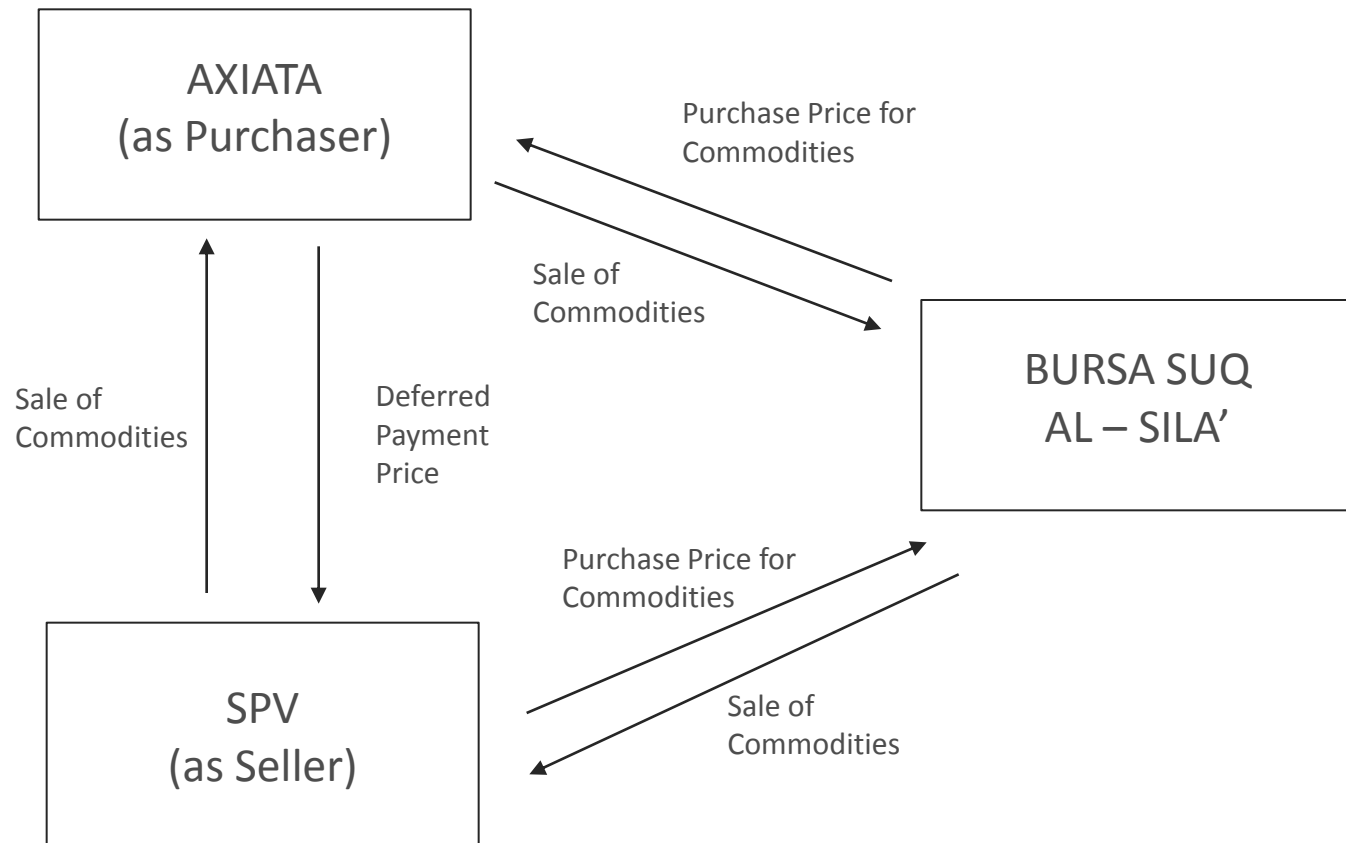 AXIATA
(as Purchaser)
Purchase Price for
Commodities
Sale of
Commodities
BURSA SUQ
AL – SILA’
Sale of
Commodities
Deferred
Payment
Price
Purchase Price for
Commodities
SPV
(as Seller)
Sale of
Commodities